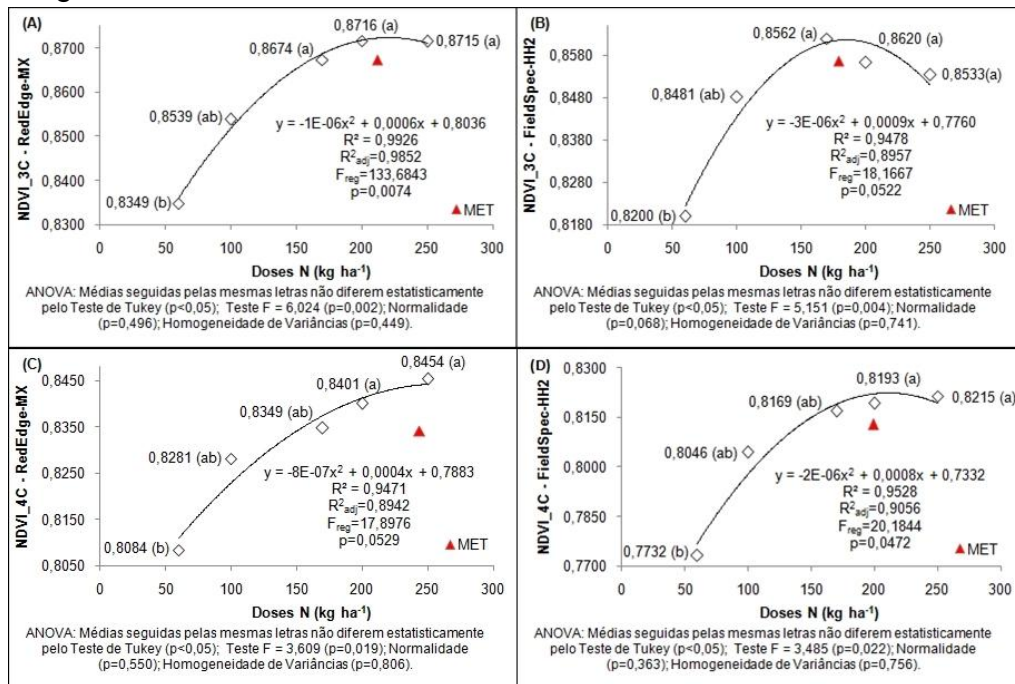 (A)
NDVI_3C - RedEdge-MX
0,8700
0,8600
0,8500
0,8400
0,8300
0,8349 (b)
0,8539 (ab)
0,8674 (a)
0,8716 (a)
0,8715 (a)
y = -1E-06x² + 0,0006x + 0,8036
R² = 0,9926
R²adj=0,9852
Freg=133,6843
p=0,0074
MET
0 50 100 150 200 250 300
Doses N (kg ha⁻¹)
ANOVA: Médias seguidas pelas mesmas letras não diferem estatisticamente
pelo Teste de Tukey (p<0,05); Teste F = 6,024 (p=0,002); Normalidade
(p=0,496); Homogeneidade de Variâncias (p=0,449).
(B)
NDVI_3C - FieldSpec-HH2
0,8580
0,8480
0,8380
0,8280
0,8180
0,8200 (b)
0,8481 (ab)
0,8562 (a)
0,8620 (a)
0,8533(a)
y = -3E-06x² + 0,0009x + 0,7760
R² = 0,9478
R²adj=0,8957
Freg=18,1667
p=0,0522
MET
0 50 100 150 200 250 300
Doses N (kg ha⁻¹)
ANOVA: Médias seguidas pelas mesmas letras não diferem estatisticamente
pelo Teste de Tukey (p<0,05); Teste F = 5,151 (p=0,004); Normalidade
(p=0,068); Homogeneidade de Variâncias (p=0,741).
(C)
NDVI_4C - RedEdge-MX
0,8450
0,8350
0,8250
0,8150
0,8050
0,8084 (b)
0,8281 (ab)
0,8349 (ab)
0,8401 (a)
0,8454 (a)
y = -8E-07x² + 0,0004x + 0,7883
R² = 0,9471
R²adj=0,8942
Freg=17,8976
p=0,0529
MET
0 50 100 150 200 250 300
Doses N (kg ha⁻¹)
ANOVA: Médias seguidas pelas mesmas letras não diferem estatisticamente
pelo Teste de Tukey (p<0,05); Teste F = 3,609 (p=0,019); Normalidade
(p=0,550); Homogeneidade de Variâncias (p=0,806).
(D)
NDVI_4C - FieldSpec-HH2
0,8300
0,8150
0,8000
0,7850
0,7700
0,7732 (b)
0,8046 (ab)
0,8169 (ab)
0,8193 (a)
0,8215 (a)
y = -2E-06x² + 0,0008x + 0,7332
R² = 0,9528
R²adj=0,9056
Freg=20,1844
p=0,0472
MET
0 50 100 150 200 250 300
Doses N (kg ha⁻¹)
ANOVA: Médias seguidas pelas mesmas letras não diferem estatisticamente
pelo Teste de Tukey (p<0,05); Teste F = 3,485 (p=0,022); Normalidade
(p=0,363); Homogeneidade de Variâncias (p=0,756).